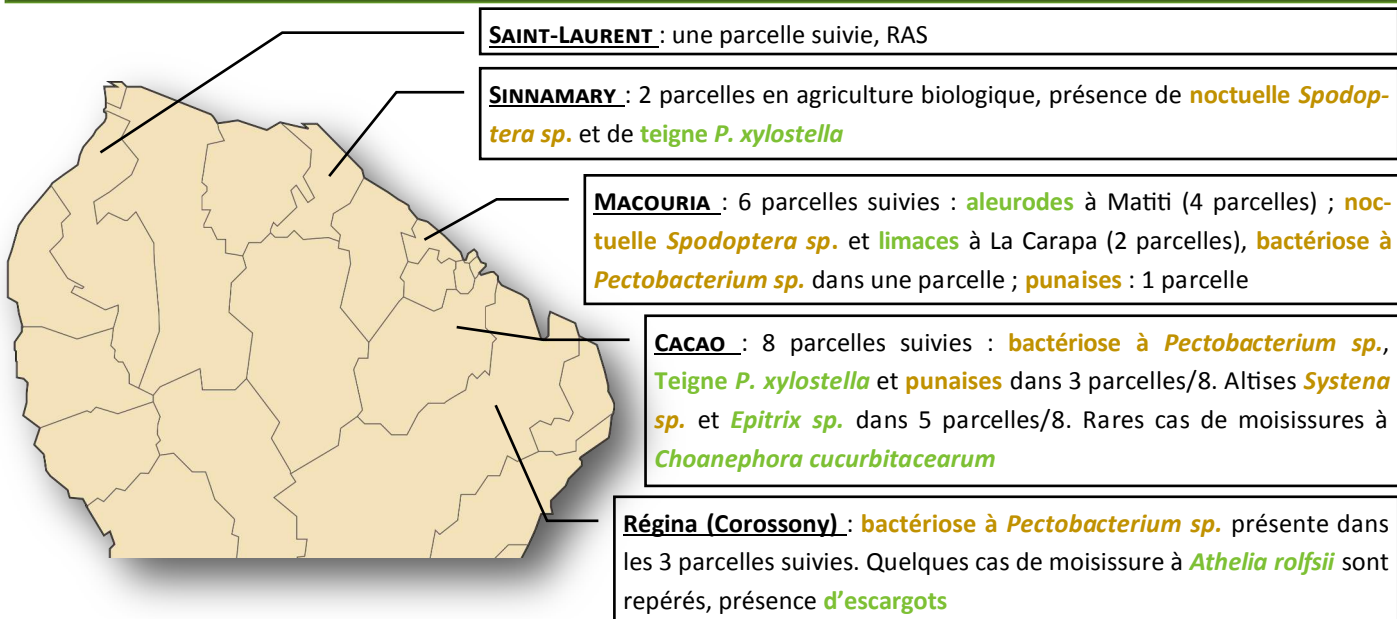 SAINT-LAURENT : une parcelle suivie, RAS
SINNAMARY : 2 parcelles en agriculture biologique, présence de noctuelle Spodop-
tera sp. et de teigne P. xylostella
MACOURIA : 6 parcelles suivies : aleurodes à Matiti (4 parcelles) ; noc-
tuelle Spodoptera sp. et limaces à La Carapa (2 parcelles), bactériose à
Pectobacterium sp. dans une parcelle ; punaises : 1 parcelle
CACAO : 8 parcelles suivies : bactériose à Pectobacterium sp.,
Teigne P. xylostella et punaises dans 3 parcelles/8. Altises Systena
sp. et Epitrix sp. dans 5 parcelles/8. Rares cas de moisissures à
Choanephora cucurbitacearum
Régina (Corossony) : bactériose à Pectobacterium sp. présente dans
les 3 parcelles suivies. Quelques cas de moisissure à Athelia rolfsii sont
repérés, présence d'escargots